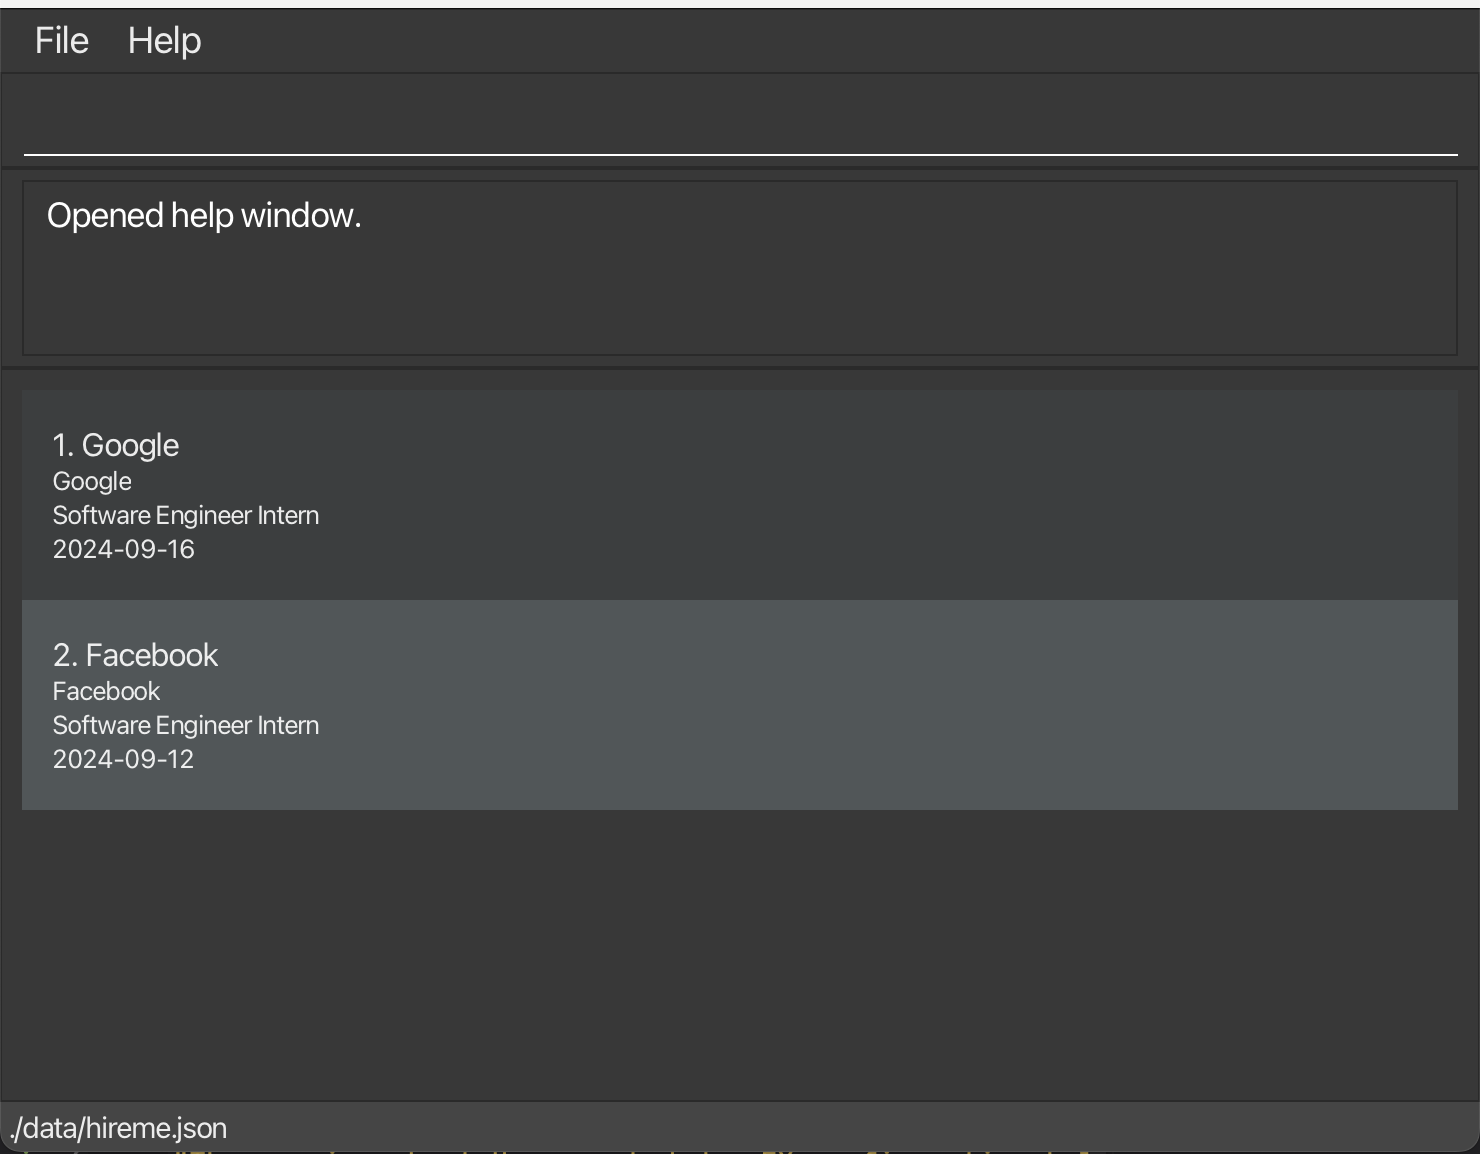 File Help
Opened help window.
1. Google
Google
Software Engineer Intern
2024-09-16
2. Facebook
Facebook
Software Engineer Intern
2024-09-12
./data/hireme.json